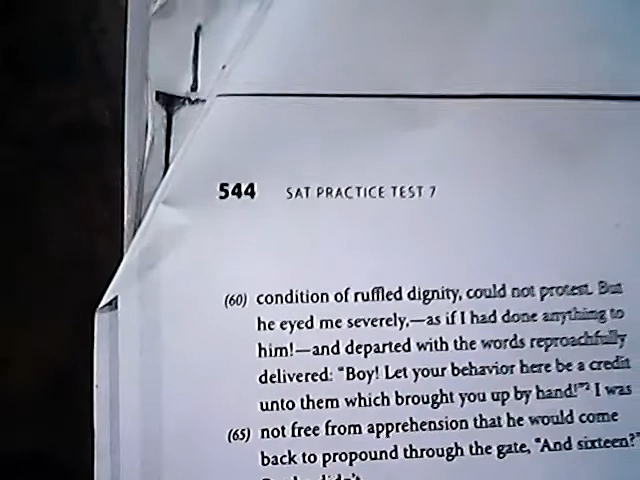 544 SAT PRACTICE TEST 7
(60) condition of ruffled dignity, could not protest. But
he eyed me severely,—as if I had done anything to
him!—and departed with the words reproachfully
delivered: “Boy! Let your behavior here be a credit
unto them which brought you up by hand!”² I was
(65) not free from apprehension that he would come
back to propound through the gate, “And sixteen?”
didn't